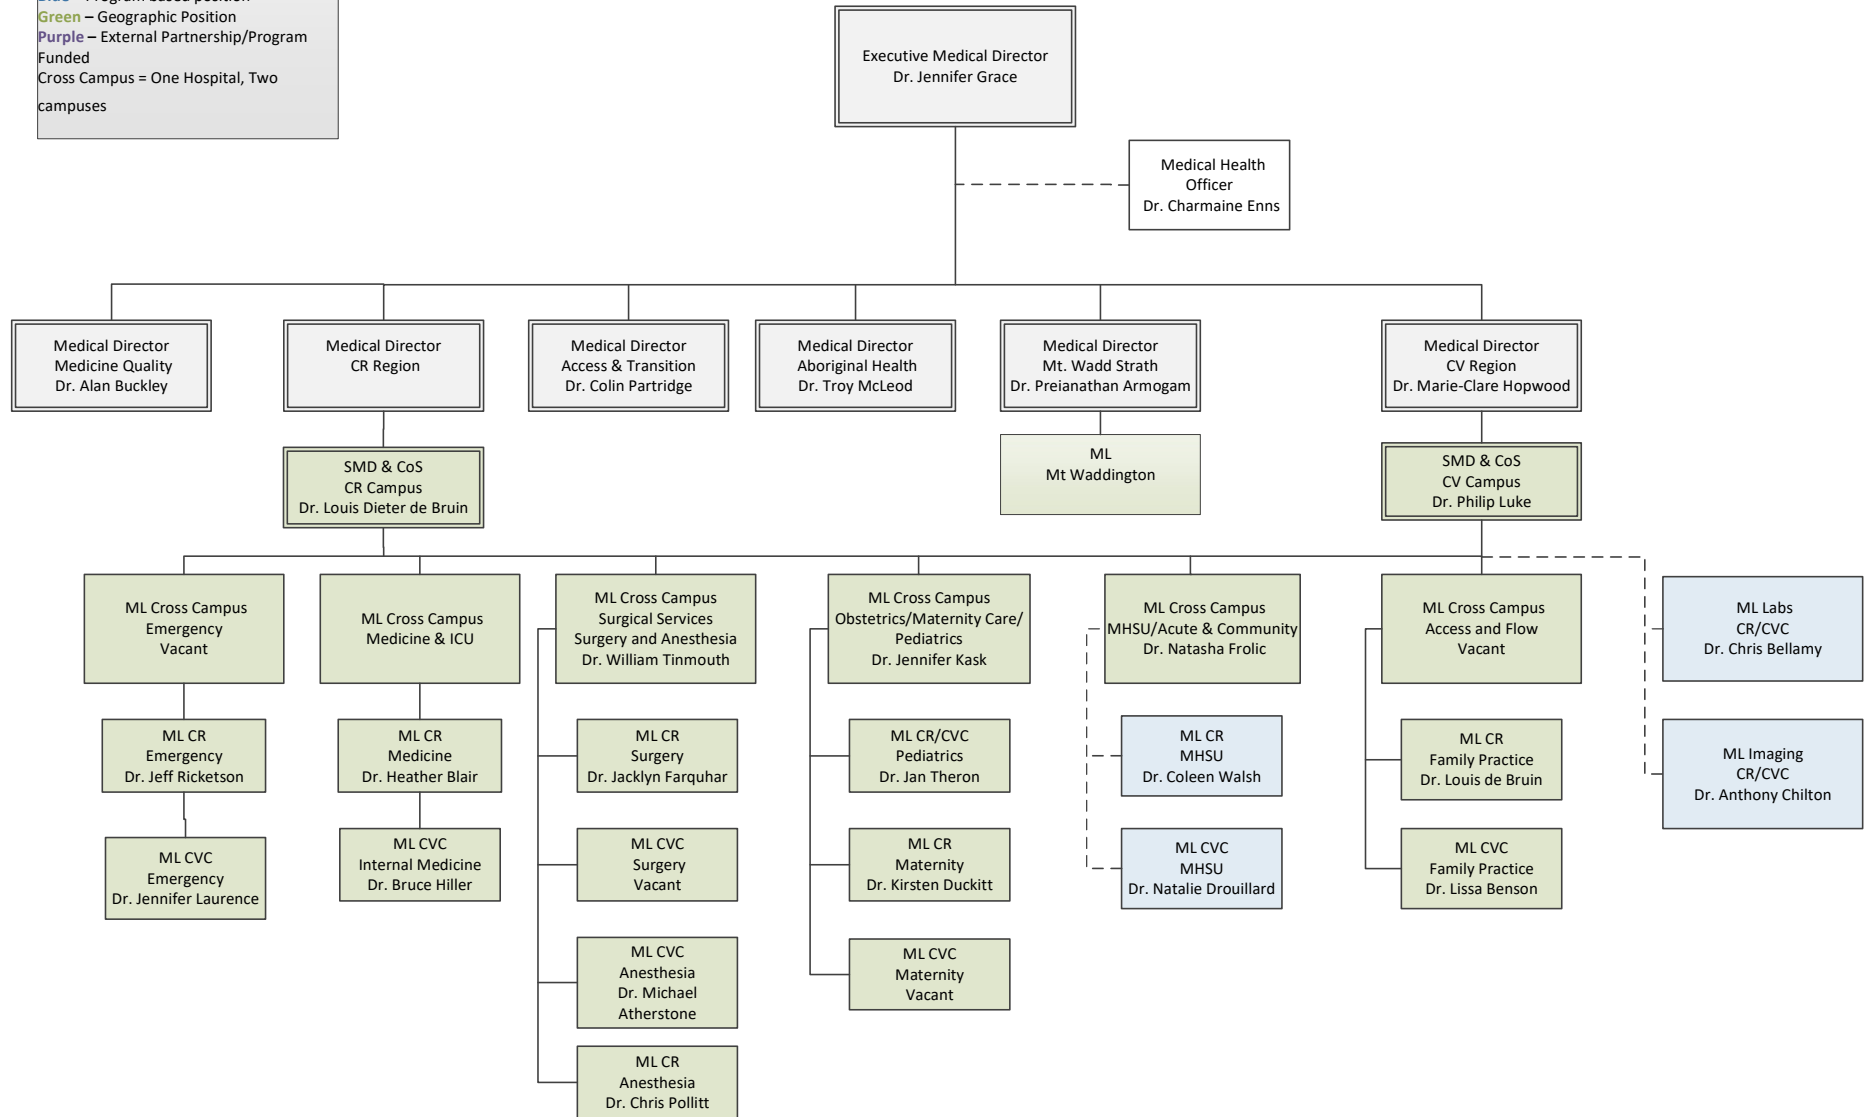 Green – Geographic Position
Purple – External Partnership/Program
Funded
Cross Campus = One Hospital, Two
campuses
Executive Medical Director
Dr. Jennifer Grace
Medical Health
Officer
Dr. Charmaine Enns
Medical Director
Medicine Quality
Dr. Alan Buckley
Medical Director
CR Region
Medical Director
Access & Transition
Dr. Colin Partridge
Medical Director
Aboriginal Health
Dr. Troy McLeod
Medical Director
Mt. Wadd Strath
Dr. Preianathan Armogam
Medical Director
CV Region
Dr. Marie-Clare Hopwood
SMD & CoS
CR Campus
Dr. Louis Dieter de Bruin
ML
Mt Waddington
SMD & CoS
CV Campus
Dr. Philip Luke
ML Cross Campus
Emergency
Vacant
ML Cross Campus
Medicine & ICU
ML Cross Campus
Surgical Services
Surgery and Anesthesia
Dr. William Tinmouth
ML Cross Campus
Obstetrics/Maternity Care/
Pediatrics
Dr. Jennifer Kask
ML Cross Campus
MHSU/Acute & Community
Dr. Natasha Frolic
ML Cross Campus
Access and Flow
Vacant
ML Labs
CR/CVC
Dr. Chris Bellamy
ML CR
Emergency
Dr. Jeff Ricketson
ML CR
Medicine
Dr. Heather Blair
ML CR
Surgery
Dr. Jacklyn Farquhar
ML CR/CVC
Pediatrics
Dr. Jan Theron
ML CR
MHSU
Dr. Coleen Walsh
ML CR
Family Practice
Dr. Louis de Bruin
ML Imaging
CR/CVC
Dr. Anthony Chilton
ML CVC
Emergency
Dr. Jennifer Laurence
ML CVC
Internal Medicine
Dr. Bruce Hiller
ML CVC
Surgery
Vacant
ML CR
Maternity
Dr. Kirsten Duckitt
ML CVC
MHSU
Dr. Natalie Drouillard
ML CVC
Family Practice
Dr. Lissa Benson
ML CVC
Anesthesia
Dr. Michael
Atherstone
ML CVC
Maternity
Vacant
ML CR
Anesthesia
Dr. Chris Pollitt